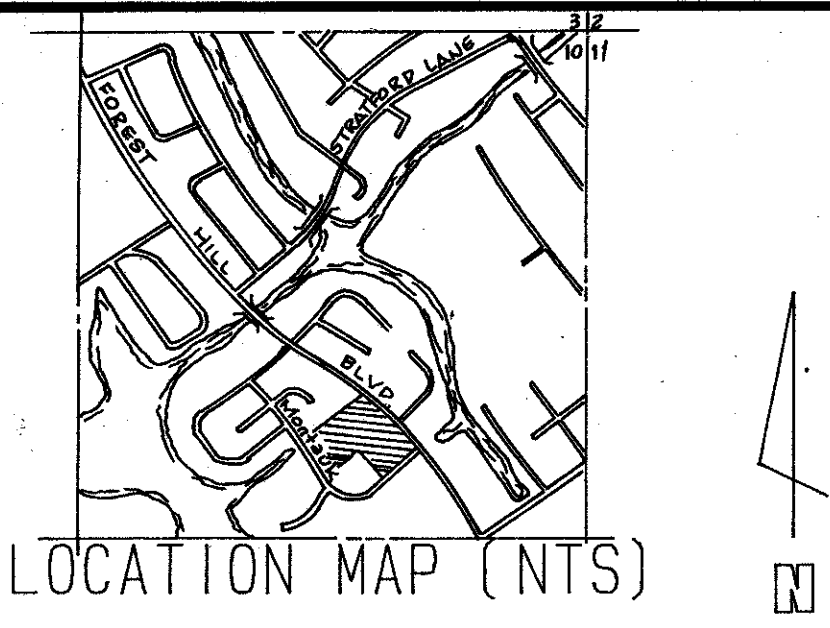 3 2
10 11
STRATFORD LANE
FOREST
HILL
BLVD.
Montauk
LOCATION MAP (NTS)
N